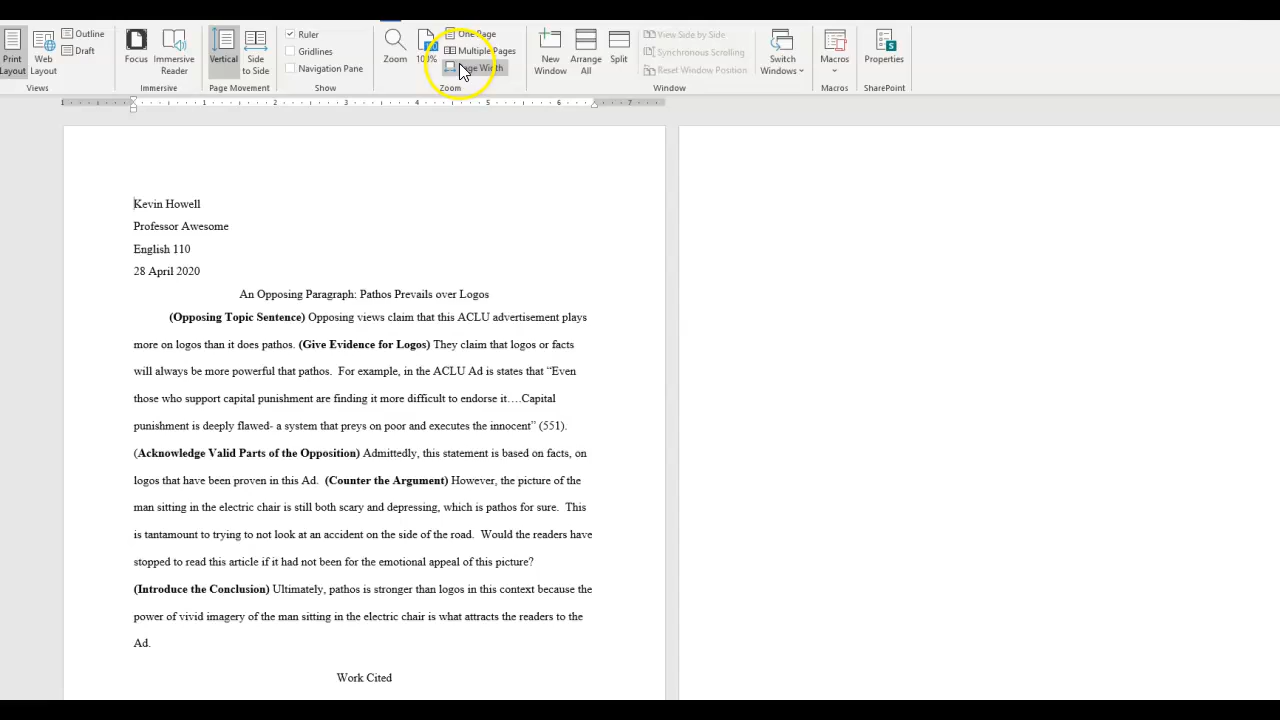 Print Layout
Web Layout
Outline
Draft
Views
Focus
Immersive Reader
Immersive
Vertical
Side to Side
Page Movement
Ruler
Gridlines
Navigation Pane
Show
Zoom
One Page
Multiple Pages
Width
Zoom
New Window
Arrange All
Split
View Side by Side
Synchronous Scrolling
Reset Window Position
Window
Switch Windows
Macros
Macros
Properties
SharePoint
1 1 2 3 4 5 6 7
Kevin Howell
Professor Awesome
English 110
28 April 2020
An Opposing Paragraph: Pathos Prevails over Logos
(Opposing Topic Sentence) Opposing views claim that this ACLU advertisement plays
more on logos than it does pathos. (Give Evidence for Logos) They claim that logos or facts
will always be more powerful that pathos.  For example, in the ACLU Ad is states that “Even
those who support capital punishment are finding it more difficult to endorse it….Capital
punishment is deeply flawed- a system that preys on poor and executes the innocent” (551).
(Acknowledge Valid Parts of the Opposition) Admittedly, this statement is based on facts, on
logos that have been proven in this Ad.  (Counter the Argument) However, the picture of the
man sitting in the electric chair is still both scary and depressing, which is pathos for sure.  This
is tantamount to trying to not look at an accident on the side of the road.  Would the readers have
stopped to read this article if it had not been for the emotional appeal of this picture?
(Introduce the Conclusion) Ultimately, pathos is stronger than logos in this context because the
power of vivid imagery of the man sitting in the electric chair is what attracts the readers to the
Ad.
Work Cited